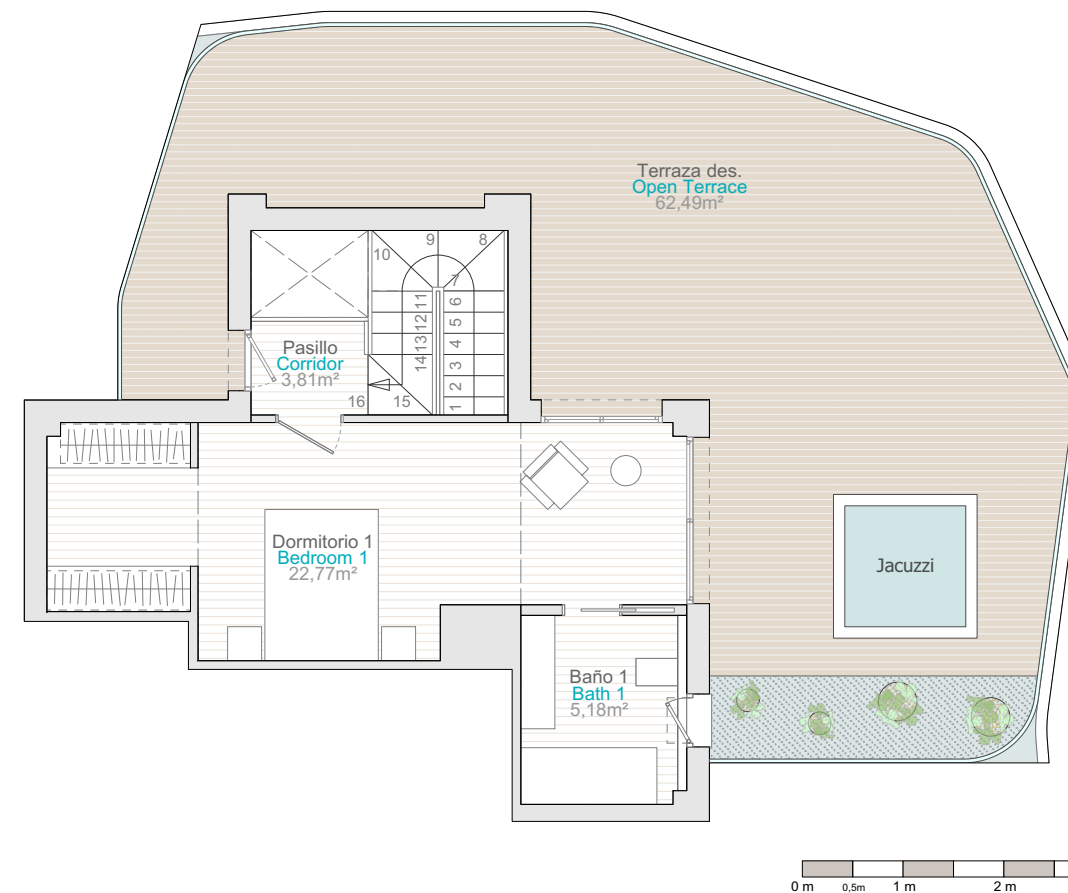 Terraza des.
Open Terrace
62,49m²
10
9
8
7
11
12
13
14
6
5
4
3
2
1
16
15
Pasillo
Corridor
3,81m²
Dormitorio 1
Bedroom 1
22,77m²
Jacuzzi
Baño 1
Bath 1
5,18m²
0 m
0,5m
1 m
2 m